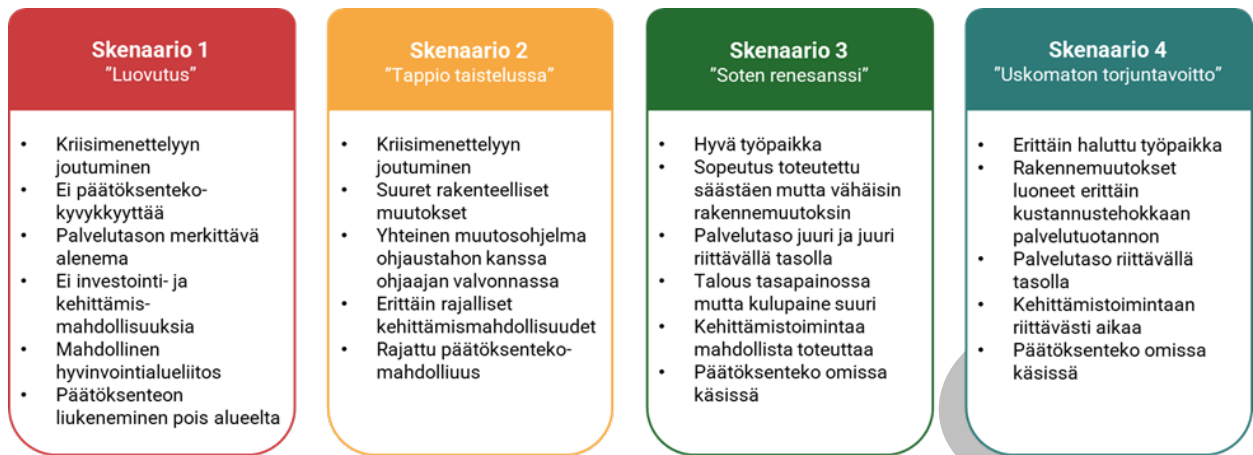 Skenaario 1
"Luovutus"
• Kriisimenettelyyn
joutuminen
• Ei päätöksenteko-
kyvykkyyttää
• Palvelutason merkittävä
alenema
• Ei investointi- ja
kehittämis-
mahdollisuuksia
• Mahdollinen
hyvinvointialueliitos
• Päätöksenteon
liukeneminen pois alueelta
Skenaario 2
"Tappio taistelussa"
• Kriisimenettelyyn
joutuminen
• Suuret rakenteelliset
muutokset
• Yhteinen muutosohjelma
ohjaustahon kanssa
ohjaajan valvonnassa
• Erittäin rajalliset
kehittämismahdollisuudet
• Rajattu päätöksenteko-
mahdolliuus
Skenaario 3
"Soten renesanssi"
• Hyvä työpaikka
• Sopeutus toteutettu
säästäen mutta vähäisin
rakennemuutoksin
• Palvelutaso juuri ja juuri
riittävällä tasolla
• Talous tasapainossa
mutta kulupaine suuri
• Kehittämistoimintaa
mahdollista toteuttaa
• Päätöksenteko omissa
käsissä
Skenaario 4
"Uskomaton torjuntavoitto"
• Erittäin haluttu työpaikka
• Rakennemuutokset
luoneet erittäin
kustannustehokkaan
palvelutuotannon
• Palvelutaso riittävällä
tasolla
• Kehittämistoimintaan
riittävästi aikaa
• Päätöksenteko omissa
käsissä